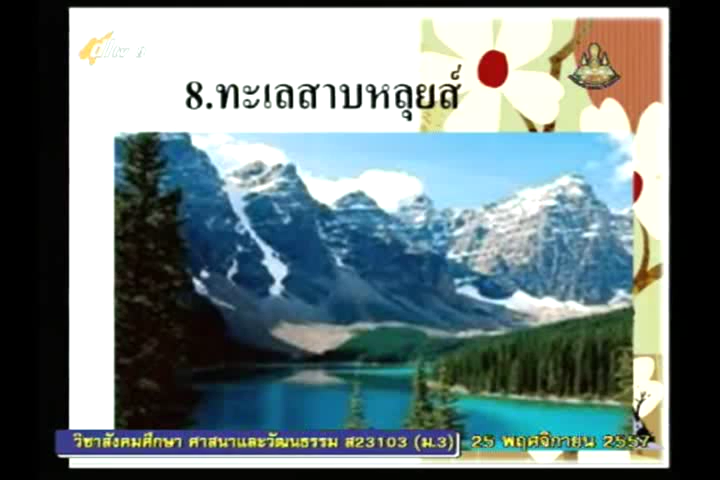 8.ทะเลสาบหลุยส์
วิชาสังคมศึกษา ศาสนาและวัฒนธรรม ส23103 (ม.3) 25 พฤศจิกายน 2557